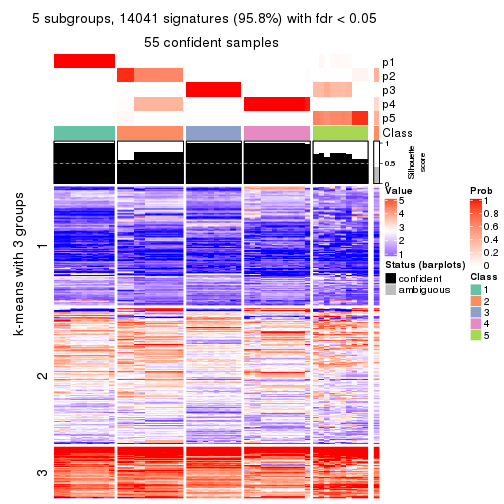 5 subgroups, 14041 signatures (95.8%) with fdr < 0.05
55 confident samples
p1
p2
p3
p4
p5
Class
1
0.5
0
Silhouette
score
k-means with 3 groups
1
2
3
Value
5
4
3
2
1
Status (barplots)
confident
ambiguous
Prob
1
0.8
0.6
0.4
0.2
0
Class
1
2
3
4
5